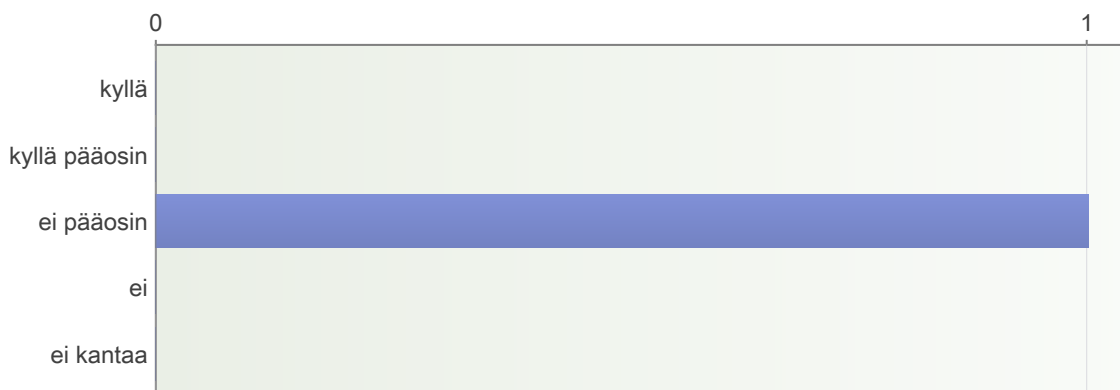 0 1
kyllä
kyllä pääosin
ei pääosin
ei
ei kantaa